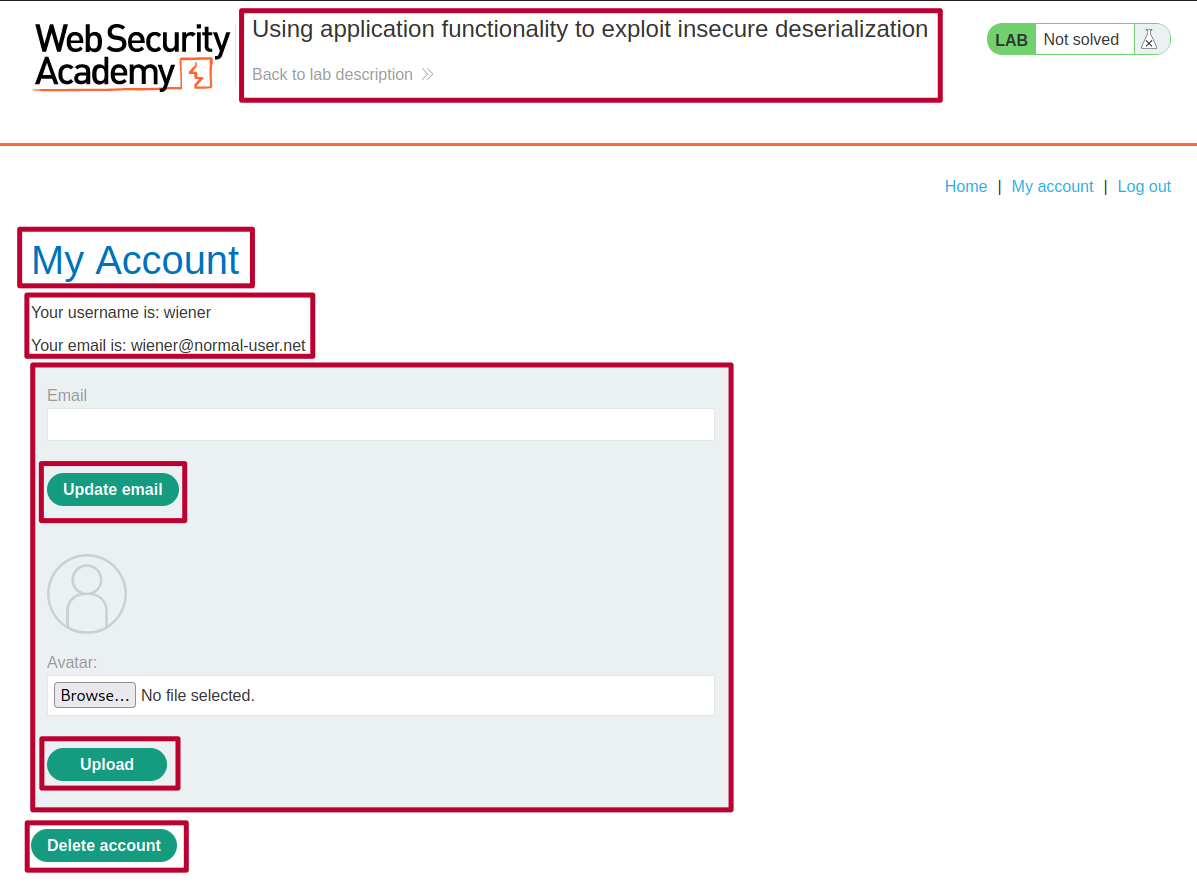 Web Security
Academy
Using application functionality to exploit insecure deserialization
Back to lab description
LAB Not solved
Home | My account | Log out
My Account
Your username is: wiener
Your email is: wiener@normal-user.net
Email
Update email
Avatar:
Browse... No file selected.
Upload
Delete account